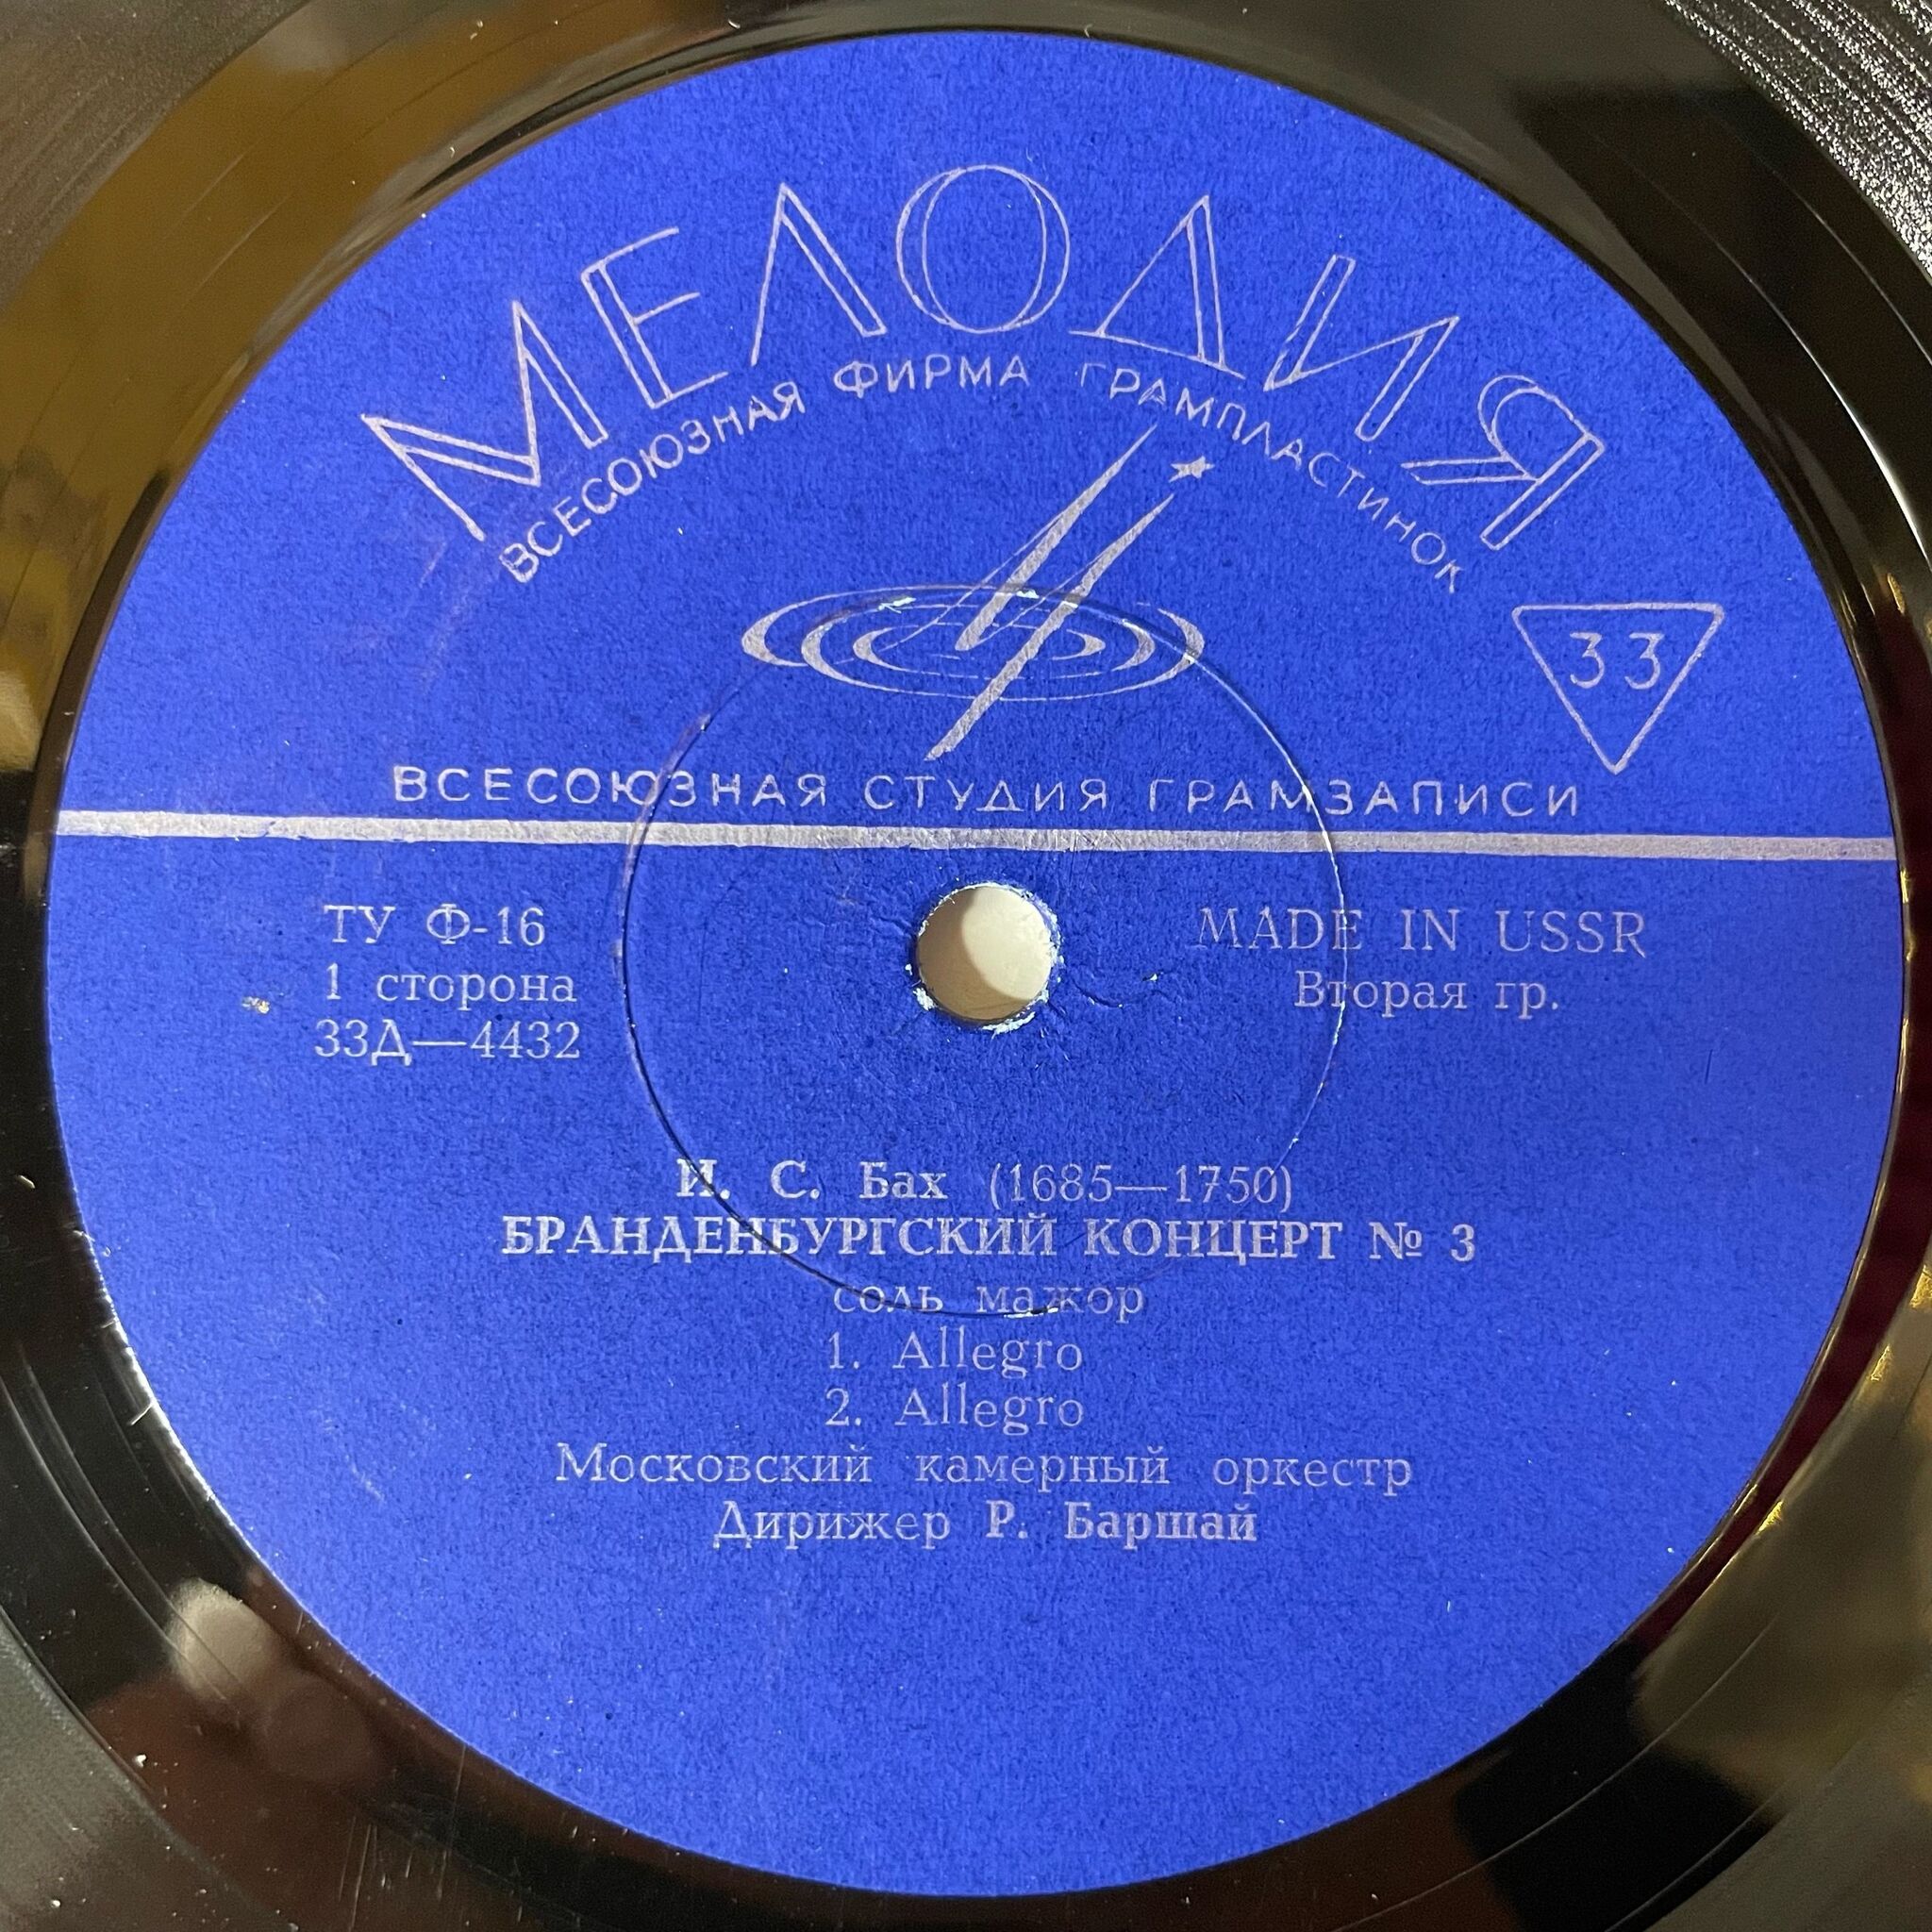 МЕЛОДИЯ
ВСЕСОЮЗНАЯ ФИРМА ГРАМПЛАСТИНОК
33
ВСЕСОЮЗНАЯ СТУДИЯ ГРАМЗАПИСИ
ТУ Ф-16
1 сторона
33Д—4432
MADE IN USSR
Вторая гр.
И. С. Бах (1685—1750)
БРАНДЕНБУРГСКИЙ КОНЦЕРТ № 3
соль мажор
1. Allegro
2. Allegro
Московский камерный оркестр
Дирижер Р. Баршай